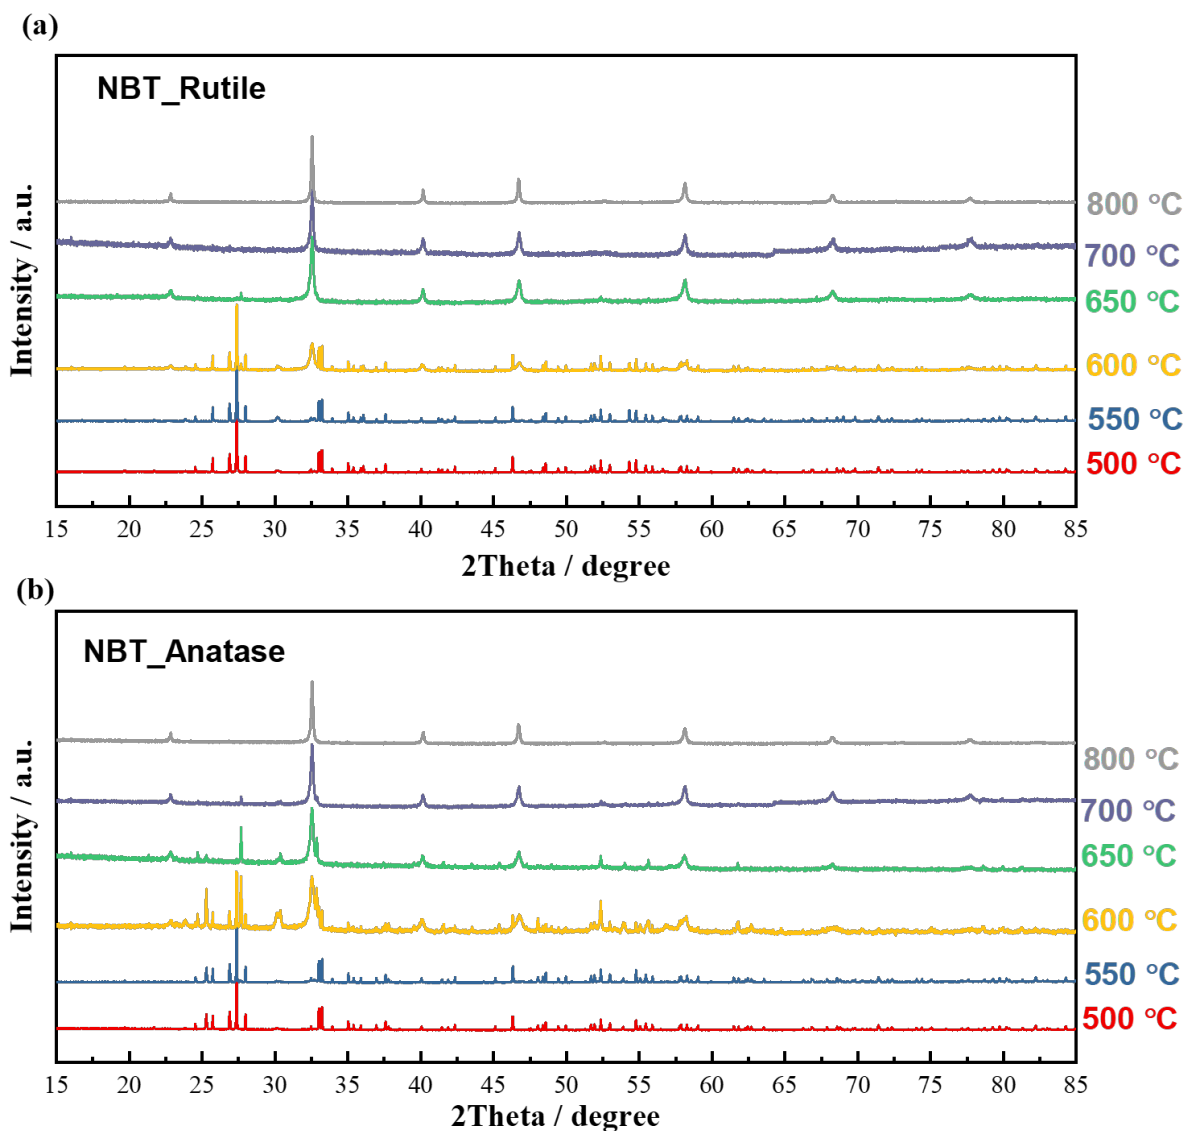 (a)
NBT_Rutile
Intensity / a.u.
800 °C
700 °C
650 °C
600 °C
550 °C
500 °C
15 20 25 30 35 40 45 50 55 60 65 70 75 80 85
2Theta / degree
(b)
NBT_Anatase
Intensity / a.u.
800 °C
700 °C
650 °C
600 °C
550 °C
500 °C
15 20 25 30 35 40 45 50 55 60 65 70 75 80 85
2Theta / degree